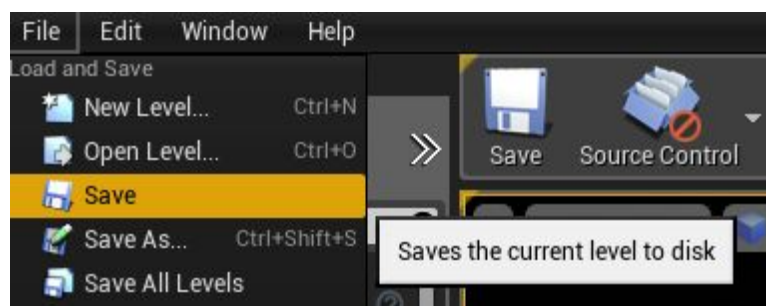 File Edit Window Help
Load and Save
New Level... Ctrl+N
Open Level... Ctrl+O
Save
Save As... Ctrl+Shift+S
Save All Levels
Save Source Control
Saves the current level to disk